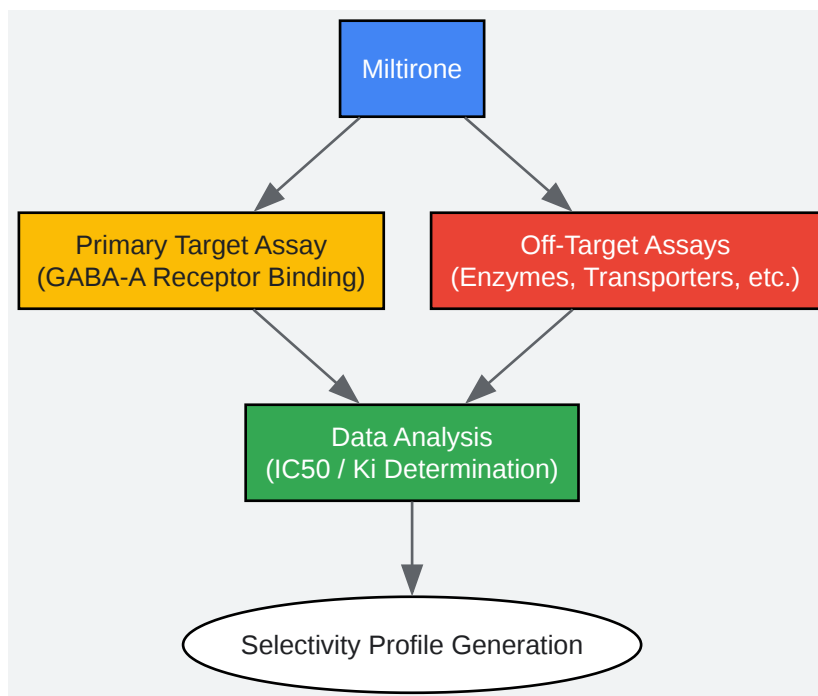 Miltirone
Primary Target Assay
(GABA-A Receptor Binding)
Off-Target Assays
(Enzymes, Transporters, etc.)
Data Analysis
(IC50 / Ki Determination)
Selectivity Profile Generation